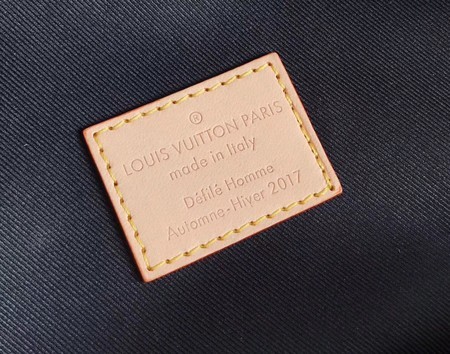 ®
LOUIS VUITTON PARIS
made in Italy
Défilé Homme
Automne-Hiver 2017